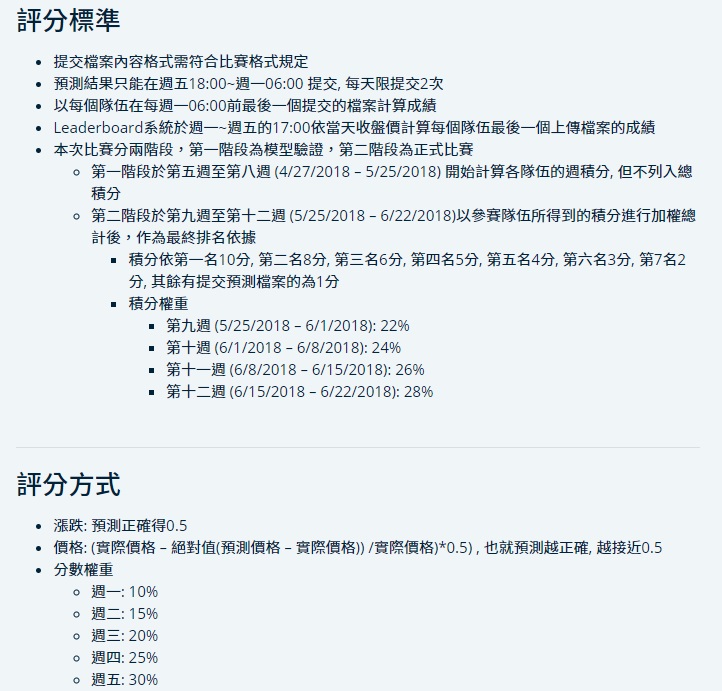 評分標準
提交檔案內容格式需符合比賽格式規定
預測結果只能在週五18:00~週一06:00 提交, 每天限提交2次
以每個隊伍在每週一06:00前最後一個提交的檔案計算成績
Leaderboard系統於週一~週五的17:00依當天收盤價計算每個隊伍最後一個上傳檔案的成績
本次比賽分兩階段，第一階段為模型驗證，第二階段為正式比賽
第一階段於第五週至第八週 (4/27/2018 – 5/25/2018) 開始計算各隊伍的週積分, 但不列入總
積分
第二階段於第九週至第十二週 (5/25/2018 – 6/22/2018)以參賽隊伍所得到的積分進行加權總
計後，作為最終排名依據
積分依第一名10分, 第二名8分, 第三名6分, 第四名5分, 第五名4分, 第六名3分, 第7名2
分, 其餘有提交預測檔案的為1分
積分權重
第九週 (5/25/2018 – 6/1/2018): 22%
第十週 (6/1/2018 – 6/8/2018): 24%
第十一週 (6/8/2018 – 6/15/2018): 26%
第十二週 (6/15/2018 – 6/22/2018): 28%
評分方式
漲跌: 預測正確得0.5
價格: (實際價格 – 絕對值(預測價格 – 實際價格)) /實際價格)*0.5) , 也就預測越正確, 越接近0.5
分數權重
週一: 10%
週二: 15%
週三: 20%
週四: 25%
週五: 30%